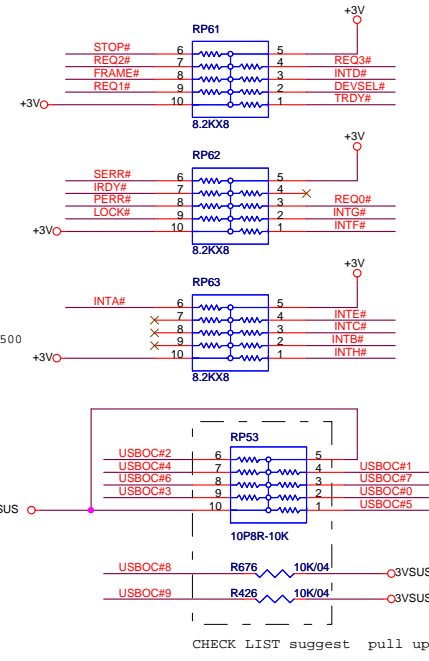 +3V
RP61
STOP# 6 5
REQ2# 7 4 REQ3#
FRAME# 8 3 INTD#
REQ1# 9 2 DEVSEL#
+3V 10 1 TRDY#
8.2KX8
+3V
RP62
SERR# 6 5
IRDY# 7 4
PERR# 8 3 REQ0#
LOCK# 9 2 INTG#
+3V 10 1 INTF#
8.2KX8
+3V
RP63
INTA# 6 5
7 4 INTE#
8 3 INTC#
500 9 2 INTB#
+3V 10 1 INTH#
8.2KX8
RP53
USBOC#2 6 5
USBOC#4 7 4 USBOC#1
USBOC#6 8 3 USBOC#7
USBOC#3 9 2 USBOC#0
VSUS 10 1 USBOC#5
10P8R-10K
USBOC#8 R676 10K/04 3VSUS
USBOC#9 R426 10K/04 3VSUS
CHECK LIST suggest pull up